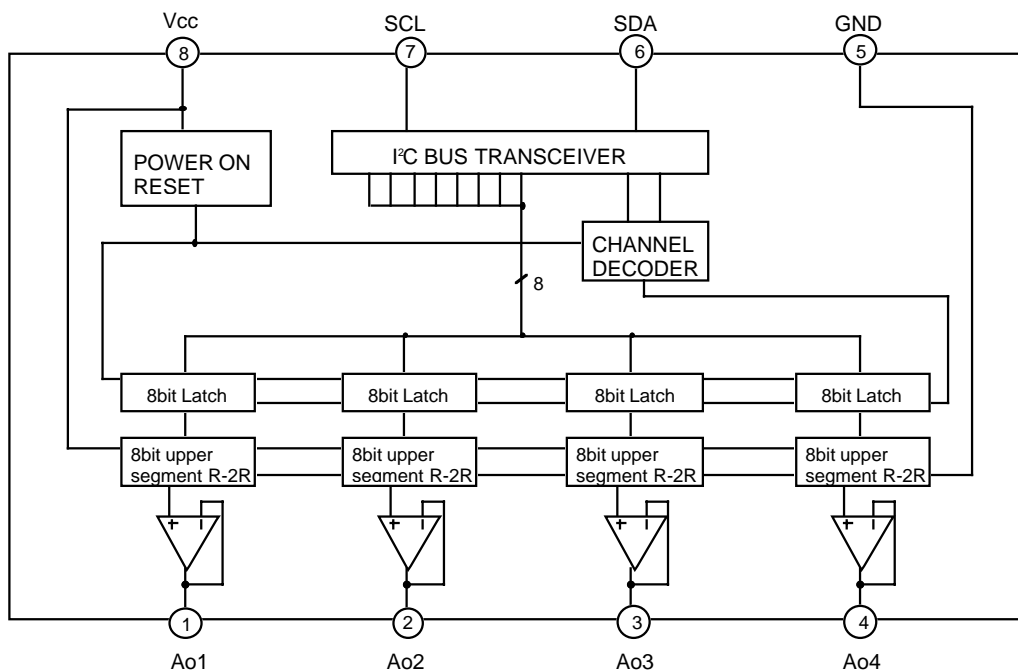 Vcc
SCL
SDA
GND
8
7
6
5
POWER ON
RESET
I²C BUS TRANSCEIVER
CHANNEL
DECODER
8
8bit Latch
8bit Latch
8bit Latch
8bit Latch
8bit upper
segment R-2R
8bit upper
segment R-2R
8bit upper
segment R-2R
8bit upper
segment R-2R
+ −
+ −
+ −
+ −
1
2
3
4
Ao1
Ao2
Ao3
Ao4